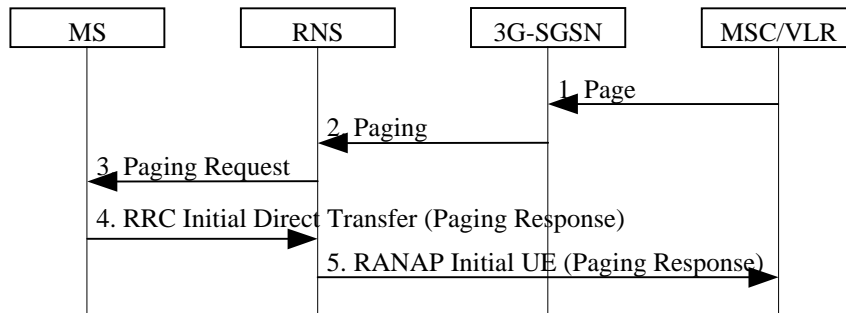 MS RNS 3G-SGSN MSC/VLR
1. Page
2. Paging
3. Paging Request
4. RRC Initial Direct Transfer (Paging Response)
5. RANAP Initial UE (Paging Response)